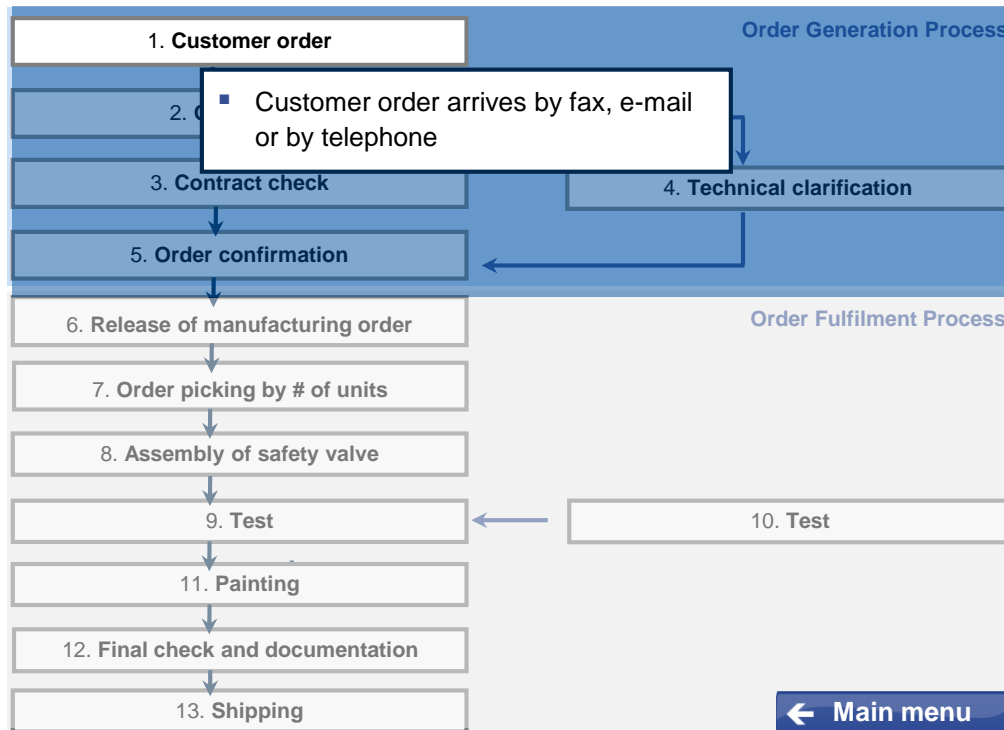 1. Customer order
Order Generation Process
Customer order arrives by fax, e-mail
or by telephone
2.
3. Contract check
4. Technical clarification
5. Order confirmation
6. Release of manufacturing order
Order Fulfilment Process
7. Order picking by # of units
8. Assembly of safety valve
9. Test
10. Test
11. Painting
12. Final check and documentation
13. Shipping
Main menu